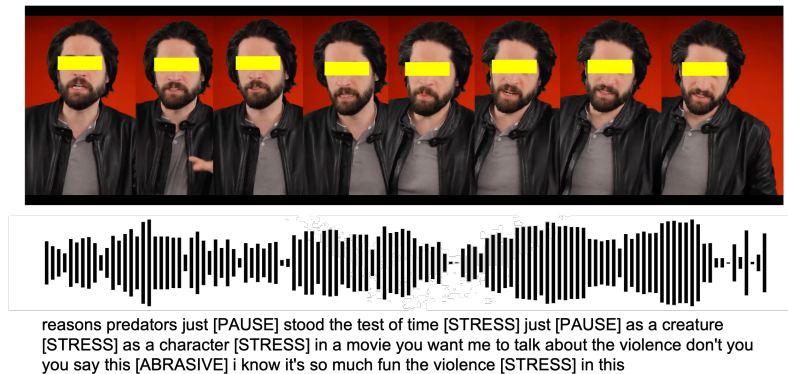 reasons predators just [PAUSE] stood the test of time [STRESS] just [PAUSE] as a creature
[STRESS] as a character [STRESS] in a movie you want me to talk about the violence don't you
you say this [ABRASIVE] i know it's so much fun the violence [STRESS] in this